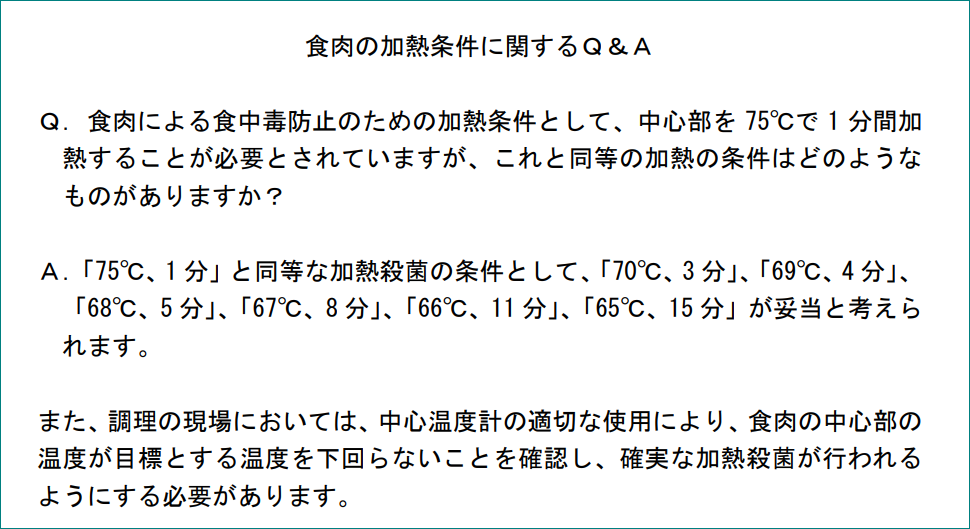 食肉の加熱条件に関するＱ＆Ａ
Ｑ．食肉による食中毒防止のための加熱条件として、中心部を 75℃で 1 分間加
熱することが必要とされていますが、これと同等の加熱の条件はどのような
ものがありますか？
Ａ．「75℃、1 分」と同等な加熱殺菌の条件として、「70℃、3 分」、「69℃、4 分」、
「68℃、5 分」、「67℃、8 分」、「66℃、11 分」、「65℃、15 分」が妥当と考えら
れます。
また、調理の現場においては、中心温度計の適切な使用により、食肉の中心部の
温度が目標とする温度を下回らないことを確認し、確実な加熱殺菌が行われる
ようにする必要があります。